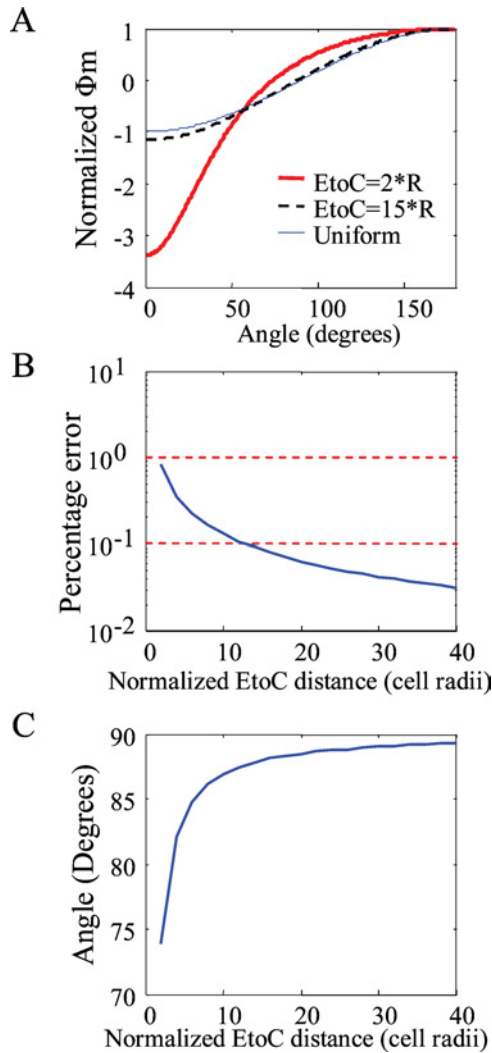 A
Normalized Φm
1
0
-1
-2
-3
-4
EtoC=2*R
EtoC=15*R
Uniform
0 50 100 150
Angle (degrees)
B
Percentage error
10^1
10^0
10^-1
10^-2
0 10 20 30 40
Normalized EtoC distance (cell radii)
C
Angle (Degrees)
90
85
80
75
70
0 10 20 30 40
Normalized EtoC distance (cell radii)